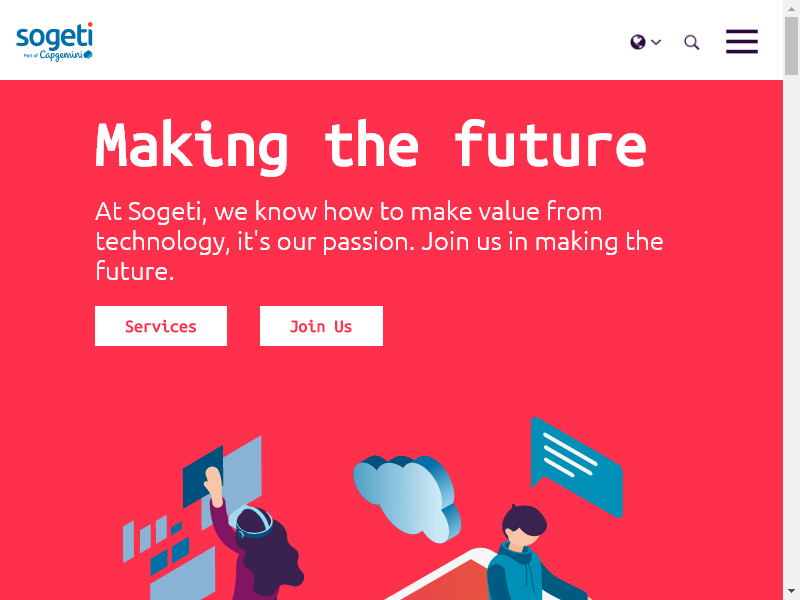 sogeti
Part of Capgemini
Making the future
At Sogeti, we know how to make value from
technology, it's our passion. Join us in making the
future.
Services
Join Us